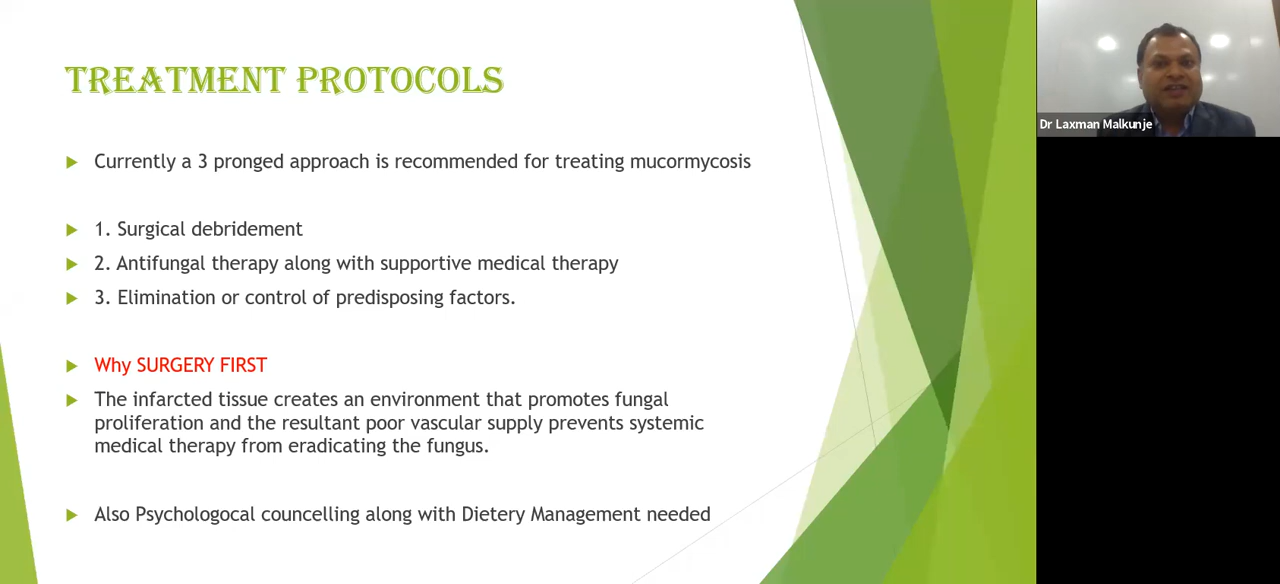 TREATMENT PROTOCOLS
Currently a 3 pronged approach is recommended for treating mucormycosis
1. Surgical debridement
2. Antifungal therapy along with supportive medical therapy
3. Elimination or control of predisposing factors.
Why SURGERY FIRST
The infarcted tissue creates an environment that promotes fungal
proliferation and the resultant poor vascular supply prevents systemic
medical therapy from eradicating the fungus.
Also Psychologocal councelling along with Dietery Management needed
Dr Laxman Malkunje